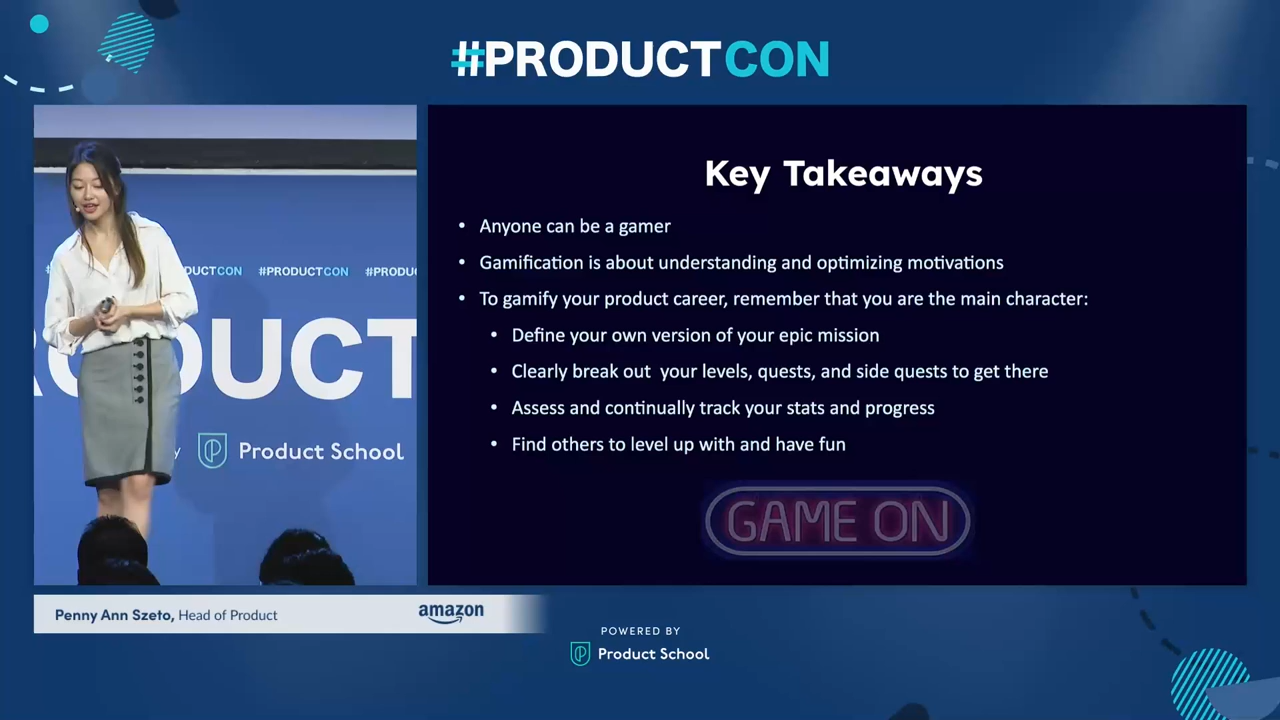 #PRODUCTCON
Key Takeaways
• Anyone can be a gamer
• Gamification is about understanding and optimizing motivations
• To gamify your product career, remember that you are the main character:
• Define your own version of your epic mission
• Clearly break out  your levels, quests, and side quests to get there
• Assess and continually track your stats and progress
• Find others to level up with and have fun
GAME ON
DUCTCON #PRODUCTCON #PRODU
RODUCT
y Product School
Penny Ann Szeto, Head of Product
amazon
POWERED BY
Product School